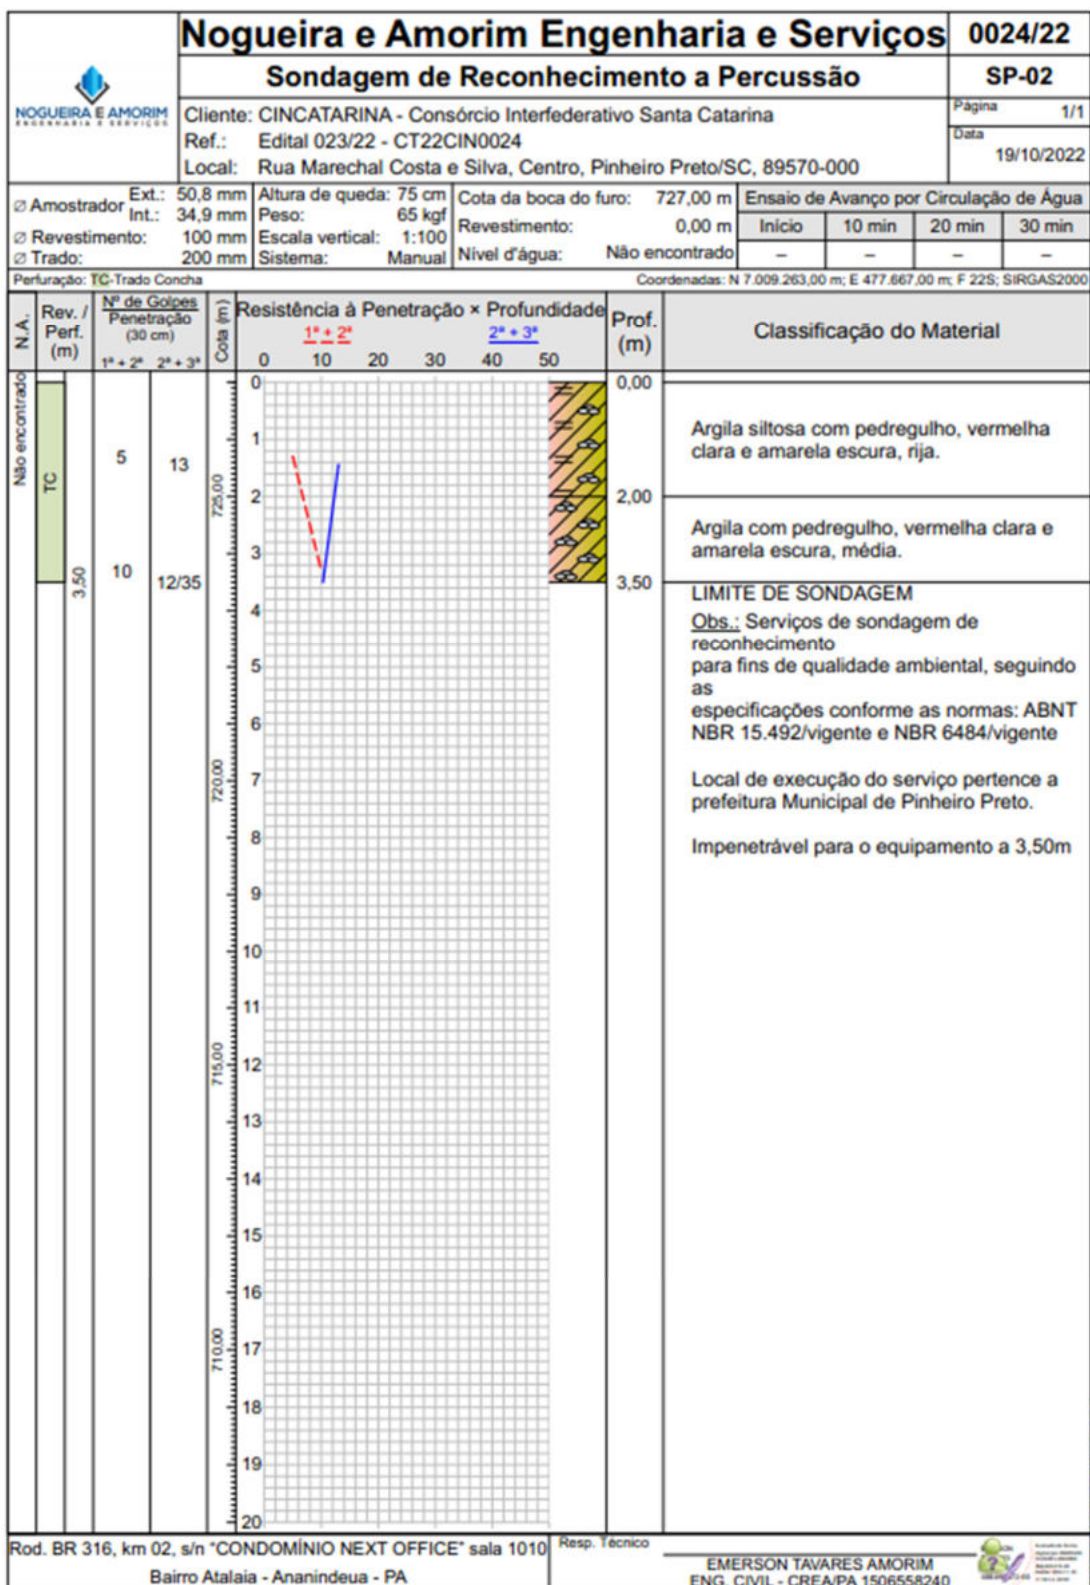 Nogueira e Amorim Engenharia e Serviços
0024/22
Sondagem de Reconhecimento a Percussão
SP-02
NOGUEIRA E AMORIM
ENGENHARIA E SERVIÇOS
Cliente: CINCATARINA - Consórcio Interfederativo Santa Catarina
Ref.: Edital 023/22 - CT22CIN0024
Local: Rua Marechal Costa e Silva, Centro, Pinheiro Preto/SC, 89570-000
Página 1/1
Data 19/10/2022
Ø Amostrador Ext.: 50,8 mm
Int.: 34,9 mm
Ø Revestimento: 100 mm
Ø Trado: 200 mm
Altura de queda: 75 cm
Peso: 65 kgf
Escala vertical: 1:100
Sistema: Manual
Cota da boca do furo: 727,00 m
Revestimento: 0,00 m
Nível d'água: Não encontrado
Ensaio de Avanço por Circulação de Água
Início 10 min 20 min 30 min
– – – –
Perfuração: TC-Trado Concha
Coordenadas: N 7.009.263,00 m; E 477.667,00 m; F 22S; SIRGAS2000
N.A.
Rev. / Perf. (m)
Nº de Golpes
Penetração
(30 cm)
1ª + 2ª 2ª + 3ª
Cota (m)
Resistência à Penetração × Profundidade
1ª + 2ª 2ª + 3ª
0 10 20 30 40 50
Prof. (m)
Classificação do Material
Não encontrado
TC
3,50
5 13
10 12/35
725,00
720,00
715,00
710,00
0
1
2
3
4
5
6
7
8
9
10
11
12
13
14
15
16
17
18
19
20
0,00
Argila siltosa com pedregulho, vermelha
clara e amarela escura, rija.
2,00
Argila com pedregulho, vermelha clara e
amarela escura, média.
3,50
LIMITE DE SONDAGEM
Obs.: Serviços de sondagem de
reconhecimento
para fins de qualidade ambiental, seguindo
as
especificações conforme as normas: ABNT
NBR 15.492/vigente e NBR 6484/vigente
Local de execução do serviço pertence a
prefeitura Municipal de Pinheiro Preto.
Impenetrável para o equipamento a 3,50m
Rod. BR 316, km 02, s/n "CONDOMÍNIO NEXT OFFICE" sala 1010
Bairro Atalaia - Ananindeua - PA
Resp. Técnico
EMERSON TAVARES AMORIM
ENG. CIVIL - CREA/PA 1506558240